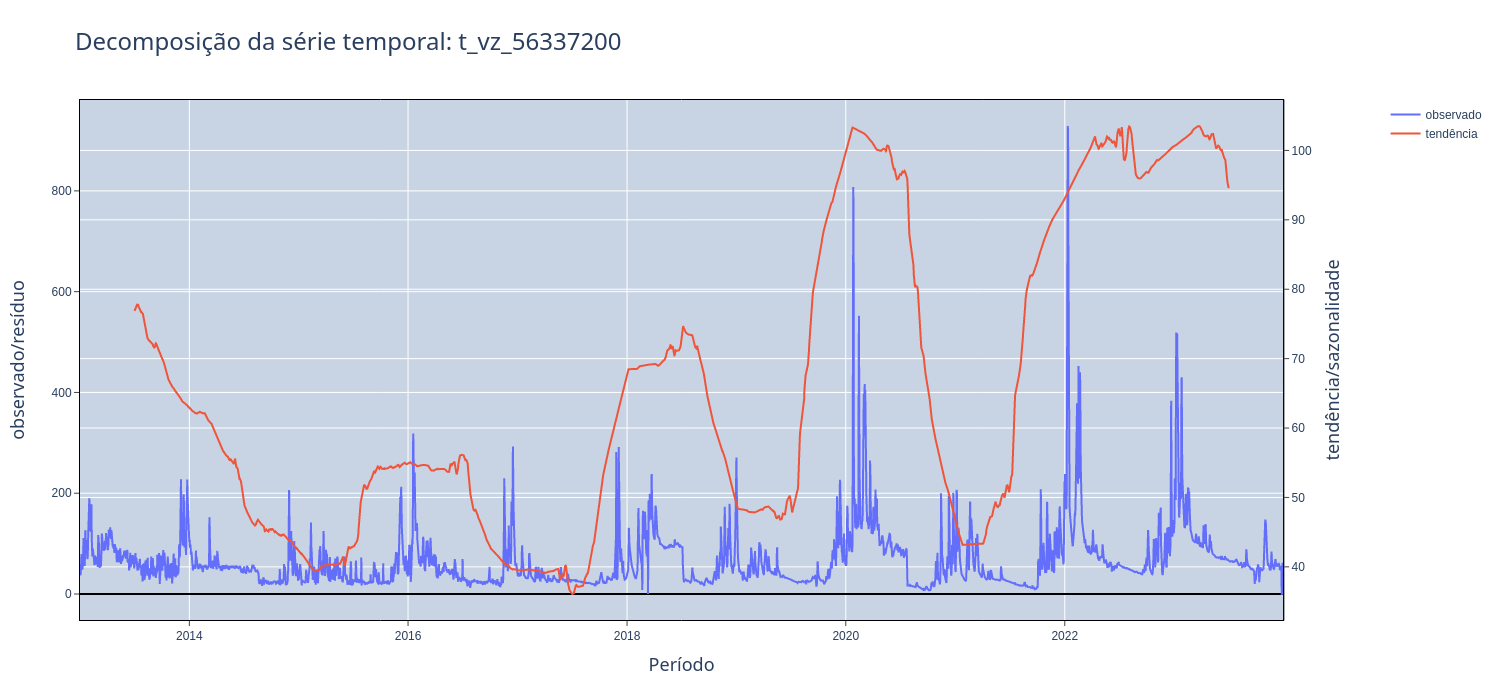 Decomposição da série temporal: t_vz_56337200
observado
tendência
800
600
400
200
0
observado/resíduo
100
90
80
70
60
50
40
tendência/sazonalidade
2014
2016
2018
2020
2022
Período